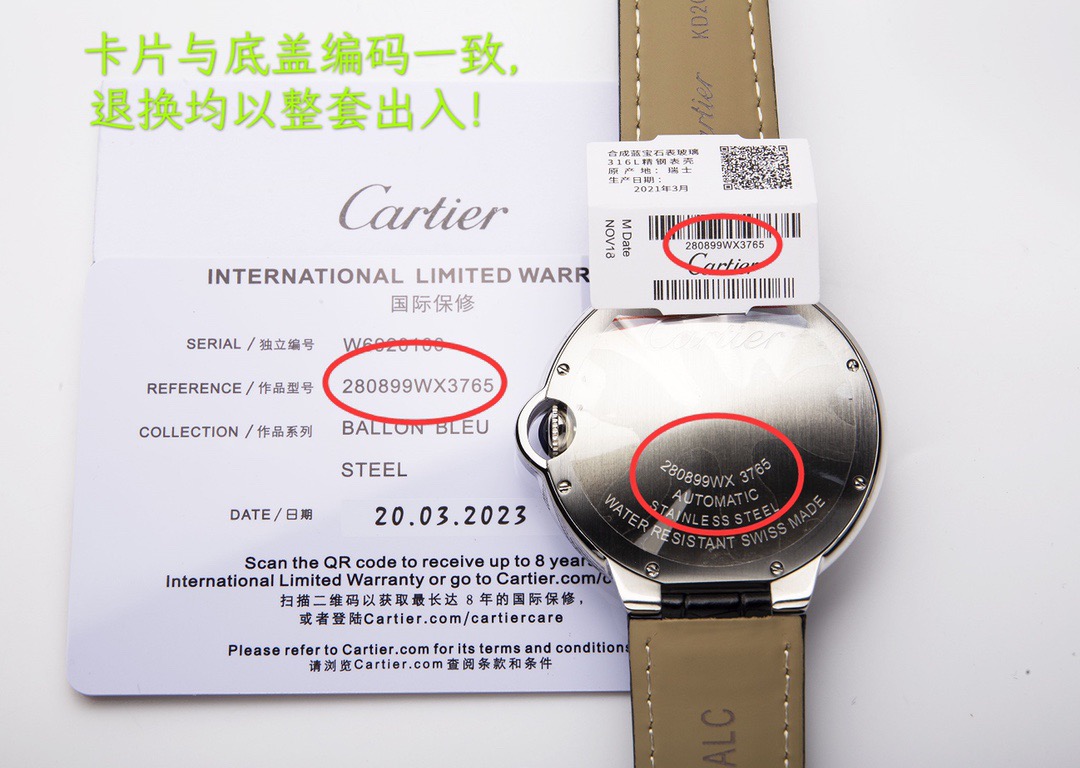 卡片与底盖编码一致,
退换均以整套出入!
Cartier
INTERNATIONAL LIMITED WARR
国际保修
SERIAL / 独立编号
REFERENCE / 作品型号 280899WX3765
COLLECTION / 作品系列 BALLON BLEU
STEEL
DATE / 日期 20.03.2023
Scan the QR code to receive up to 8 years
International Limited Warranty or go to Cartier.com/c
扫描二维码以获取最长达 8 年的国际保修，
或者登陆Cartier.com/cartiercare
Please refer to Cartier.com for its terms and conditions
请浏览Cartier.com 查阅条款和条件
KD20
Cartier
合成蓝宝石表玻璃
316L精钢表壳
原产地：瑞士
生产日期：
2021年3月
M Date
NOV18
280899WX3765
Cartier
Cartier
280899WX 3765
AUTOMATIC
STAINLESS STEEL
WATER RESISTANT SWISS MADE
ALC